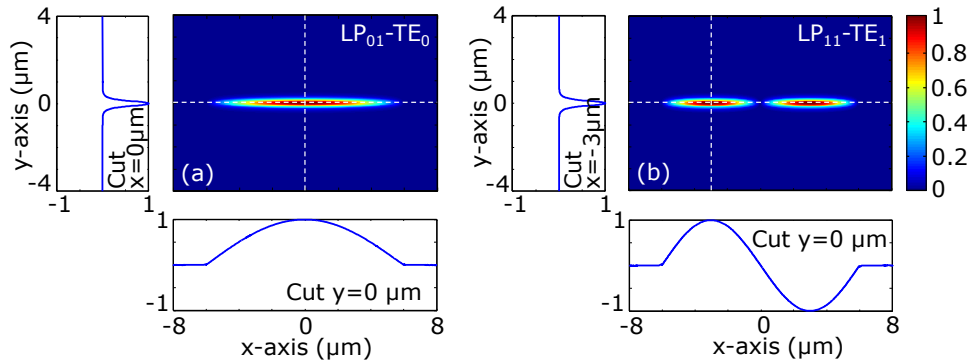 4
0
-4
y-axis (μm)
-1
1
Cut
x=0μm
LP₀₁-TE₀
(a)
1
-1
Cut y=0 μm
-8
0
8
x-axis (μm)
4
0
-4
y-axis (μm)
-1
1
Cut
x=-3μm
LP₁₁-TE₁
(b)
1
0.8
0.6
0.4
0.2
0
1
-1
Cut y=0 μm
-8
0
8
x-axis (μm)